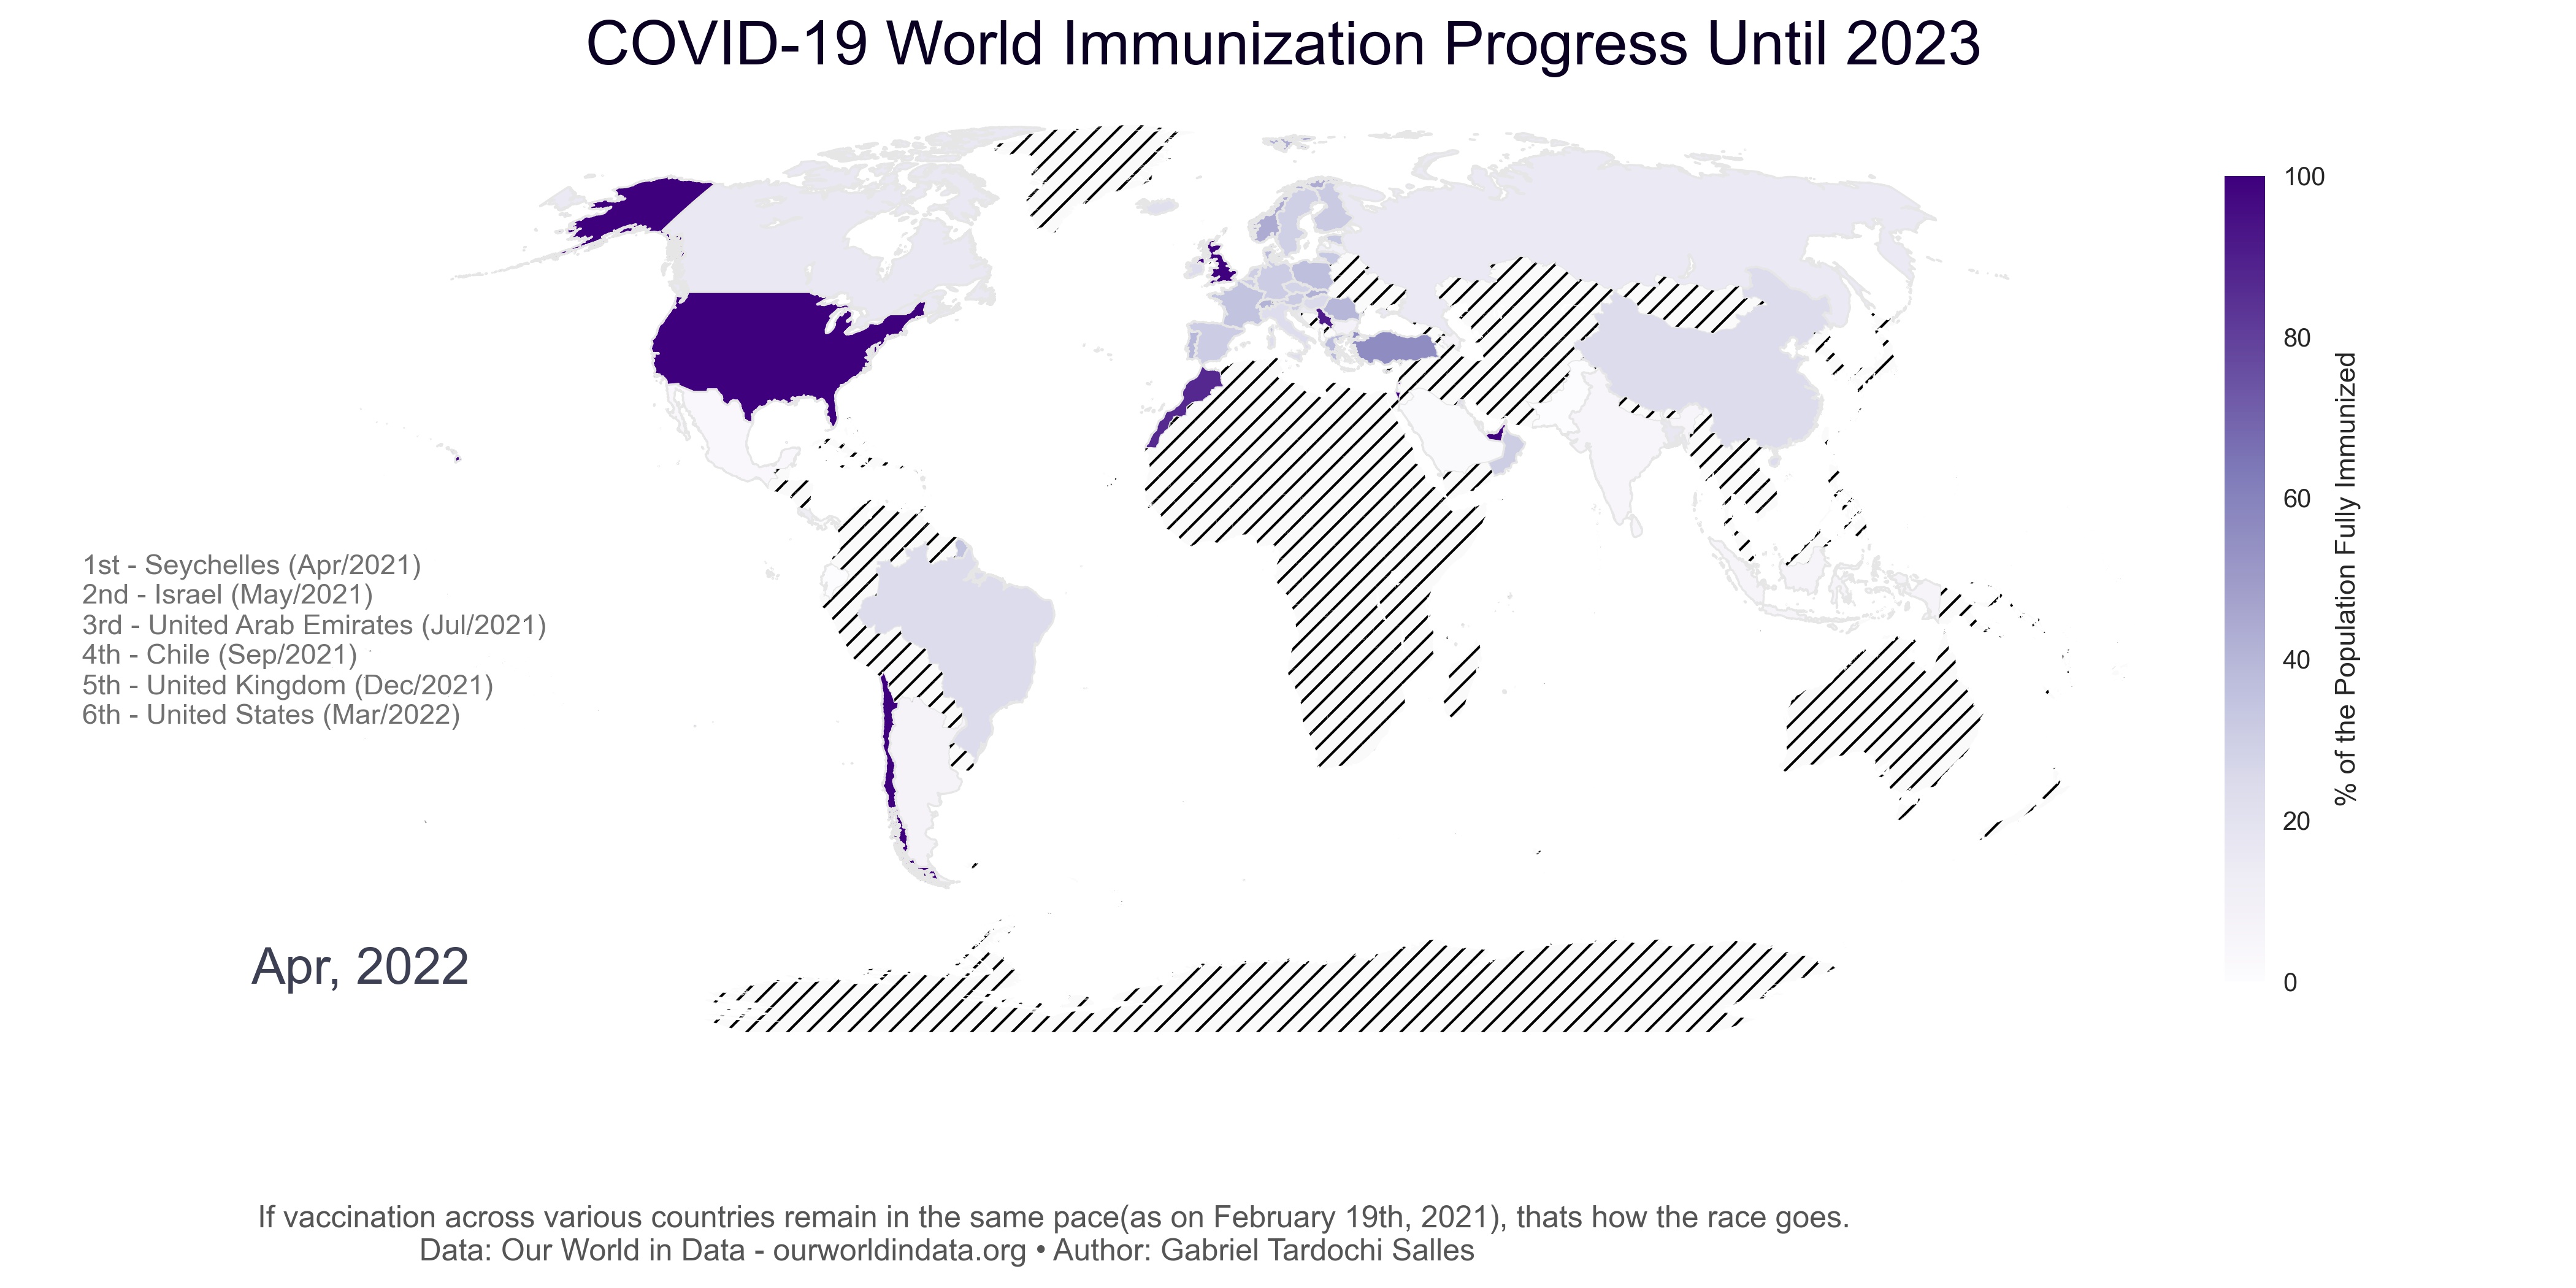 COVID-19 World Immunization Progress Until 2023
100
80
60
40
20
0
% of the Population Fully Immunized
1st - Seychelles (Apr/2021)
2nd - Israel (May/2021)
3rd - United Arab Emirates (Jul/2021)
4th - Chile (Sep/2021)
5th - United Kingdom (Dec/2021)
6th - United States (Mar/2022)
Apr, 2022
If vaccination across various countries remain in the same pace(as on February 19th, 2021), thats how the race goes.
Data: Our World in Data - ourworldindata.org • Author: Gabriel Tardochi Salles